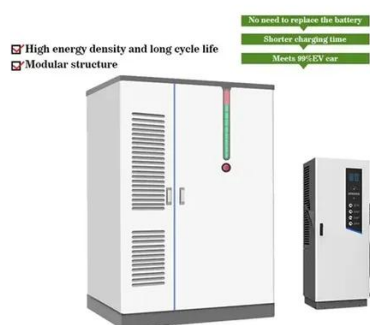 No need to replace the battery
Shorter charging time
Meets 99%EV car
High energy density and long cycle life
Modular structure